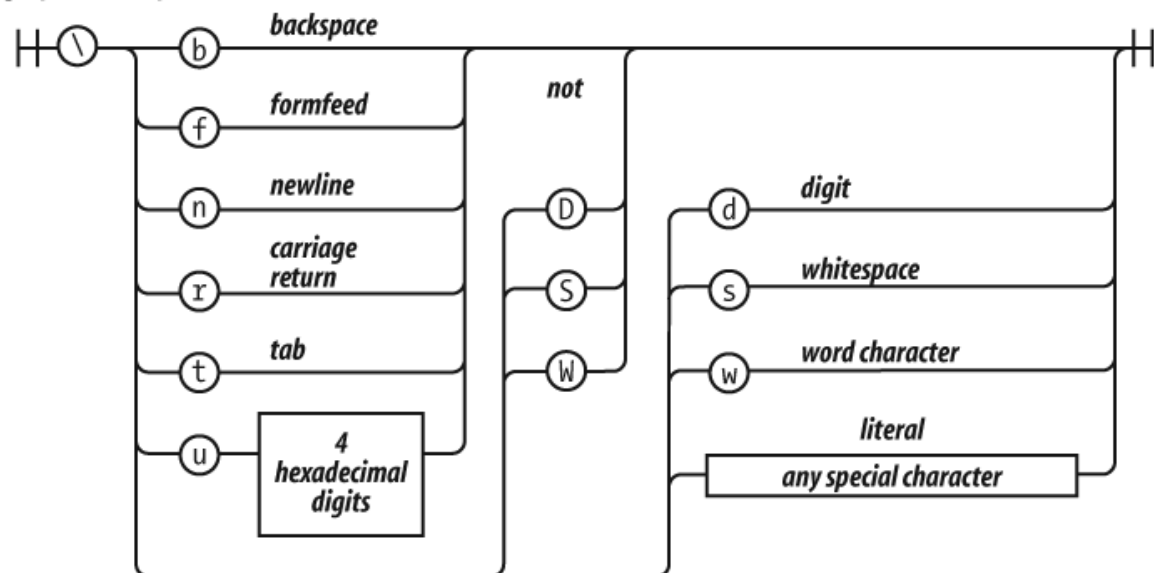 \
b backspace
f formfeed
n newline
r carriage
return
t tab
u 4
hexadecimal
digits
not
D
S
W
d digit
s whitespace
w word character
literal
any special character